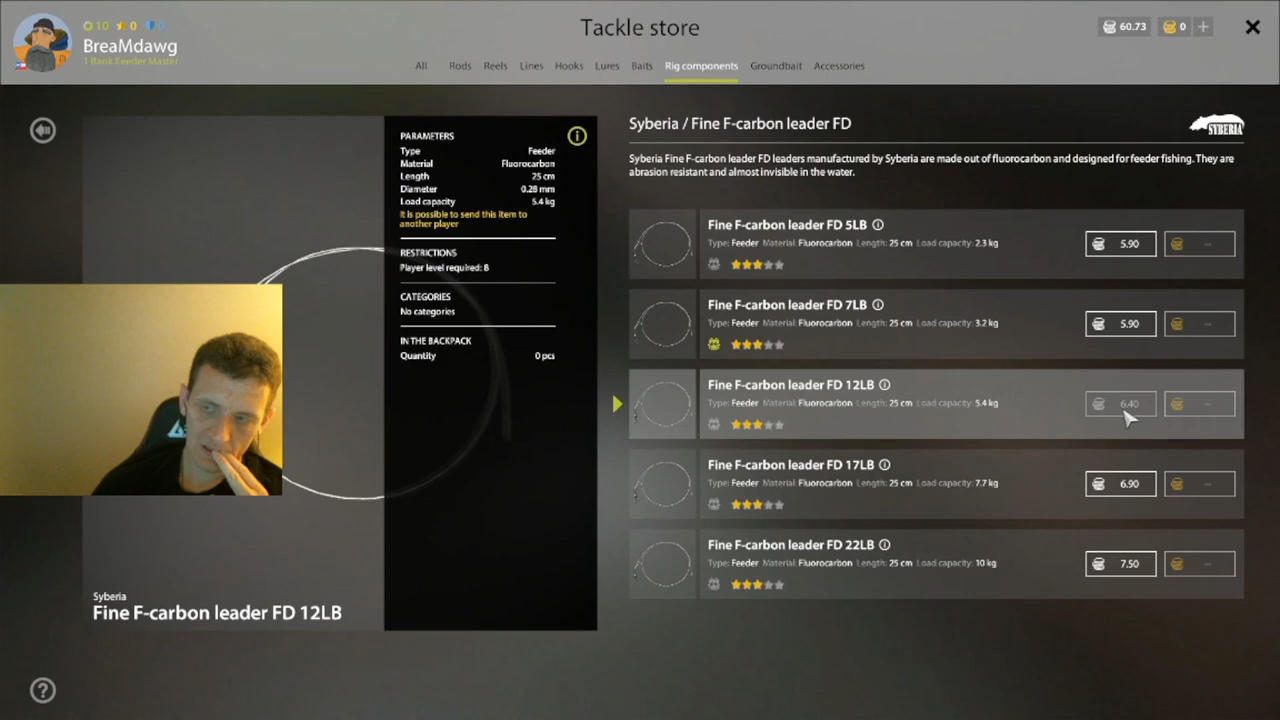 10 0 0
BreaMdawg
1 Rank Feeder Master
Tackle store
60.73 0 +
All Rods Reels Lines Hooks Lures Baits Rig components Groundbait Accessories
PARAMETERS
Type Feeder
Material Fluorocarbon
Length 25 cm
Diameter 0.28 mm
Load capacity 5.4 kg
It is possible to send this item to
another player
RESTRICTIONS
Player level required: 8
CATEGORIES
No categories
IN THE BACKPACK
Quantity 0 pcs
Syberia
Fine F-carbon leader FD 12LB
Syberia / Fine F-carbon leader FD
SYBERIA
Syberia Fine F-carbon leader FD leaders manufactured by Syberia are made out of fluorocarbon and designed for feeder fishing. They are
abrasion resistant and almost invisible in the water.
Fine F-carbon leader FD 5LB
Type: Feeder Material: Fluorocarbon Length: 25 cm Load capacity: 2.3 kg
5.90 --
Fine F-carbon leader FD 7LB
Type: Feeder Material: Fluorocarbon Length: 25 cm Load capacity: 3.2 kg
5.90 --
Fine F-carbon leader FD 12LB
Type: Feeder Material: Fluorocarbon Length: 25 cm Load capacity: 5.4 kg
6.40 --
Fine F-carbon leader FD 17LB
Type: Feeder Material: Fluorocarbon Length: 25 cm Load capacity: 7.7 kg
6.90 --
Fine F-carbon leader FD 22LB
Type: Feeder Material: Fluorocarbon Length: 25 cm Load capacity: 10 kg
7.50 --
?